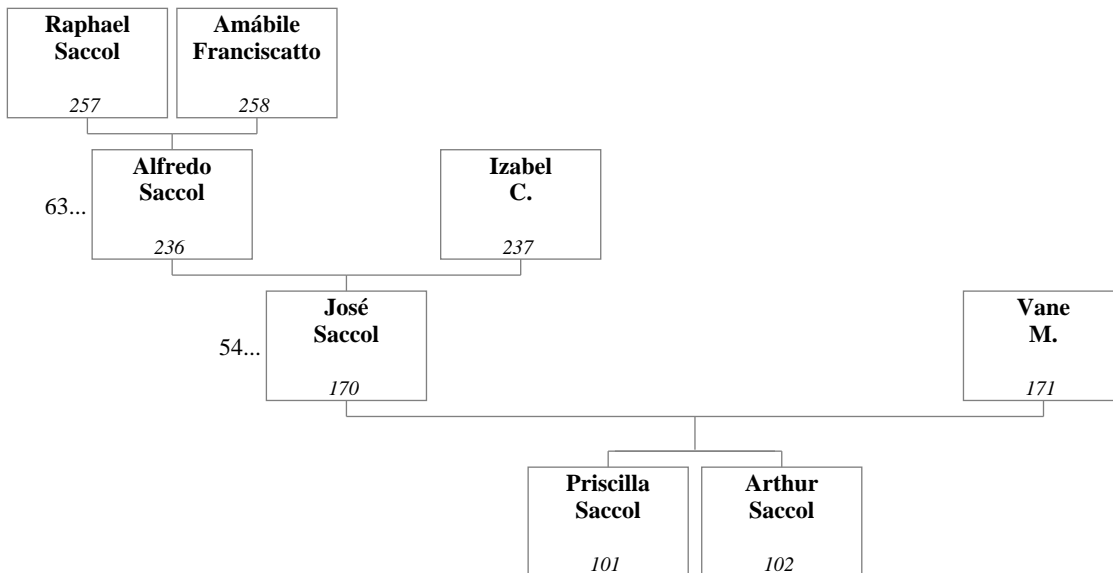 Raphael
Saccol
257
Amábile
Franciscatto
258
63...
Alfredo
Saccol
236
Izabel
C.
237
54...
José
Saccol
170
Vane
M.
171
Priscilla
Saccol
101
Arthur
Saccol
102